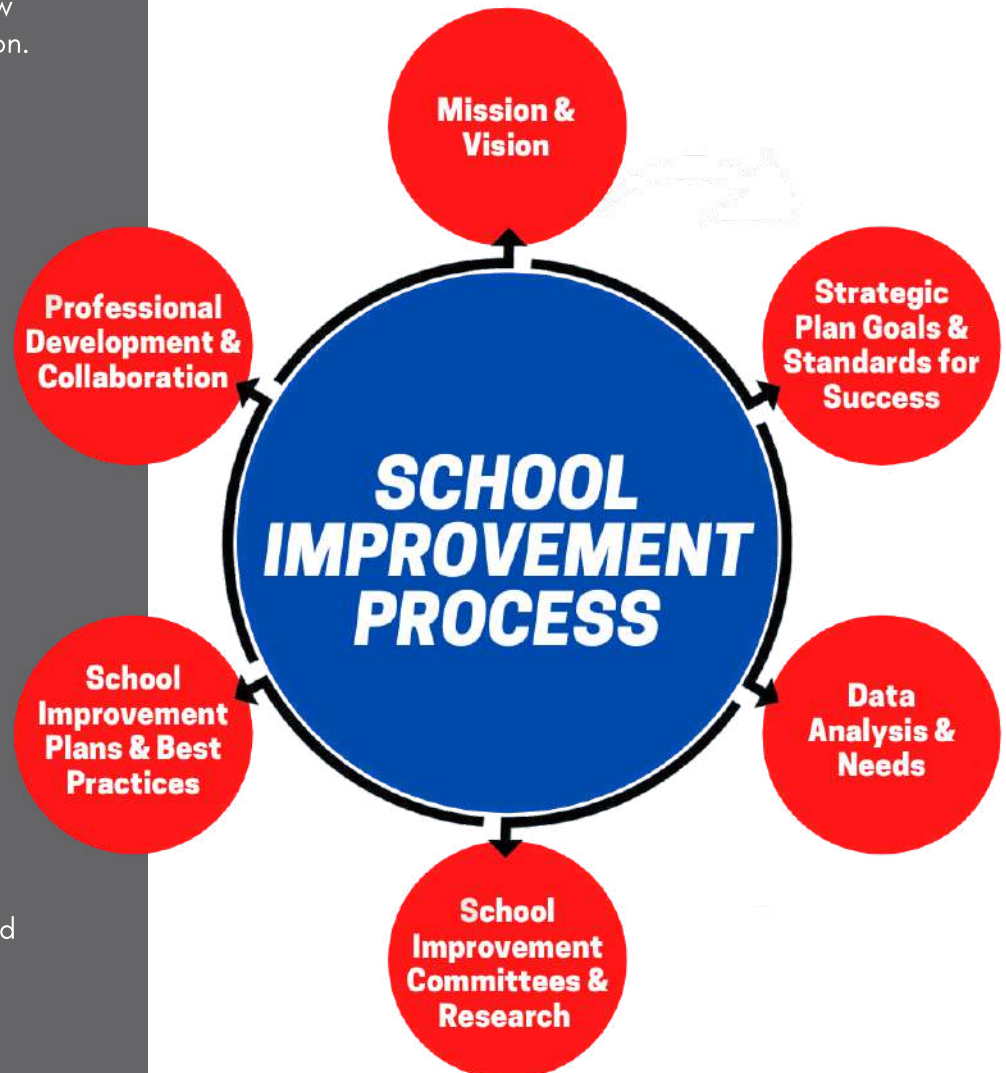 on.
Mission &
Vision
Strategic
Plan Goals &
Standards for
Success
Data
Analysis &
Needs
School
Improvement
Committees &
Research
School
Improvement
Plans & Best
Practices
Professional
Development &
Collaboration
SCHOOL
IMPROVEMENT
PROCESS